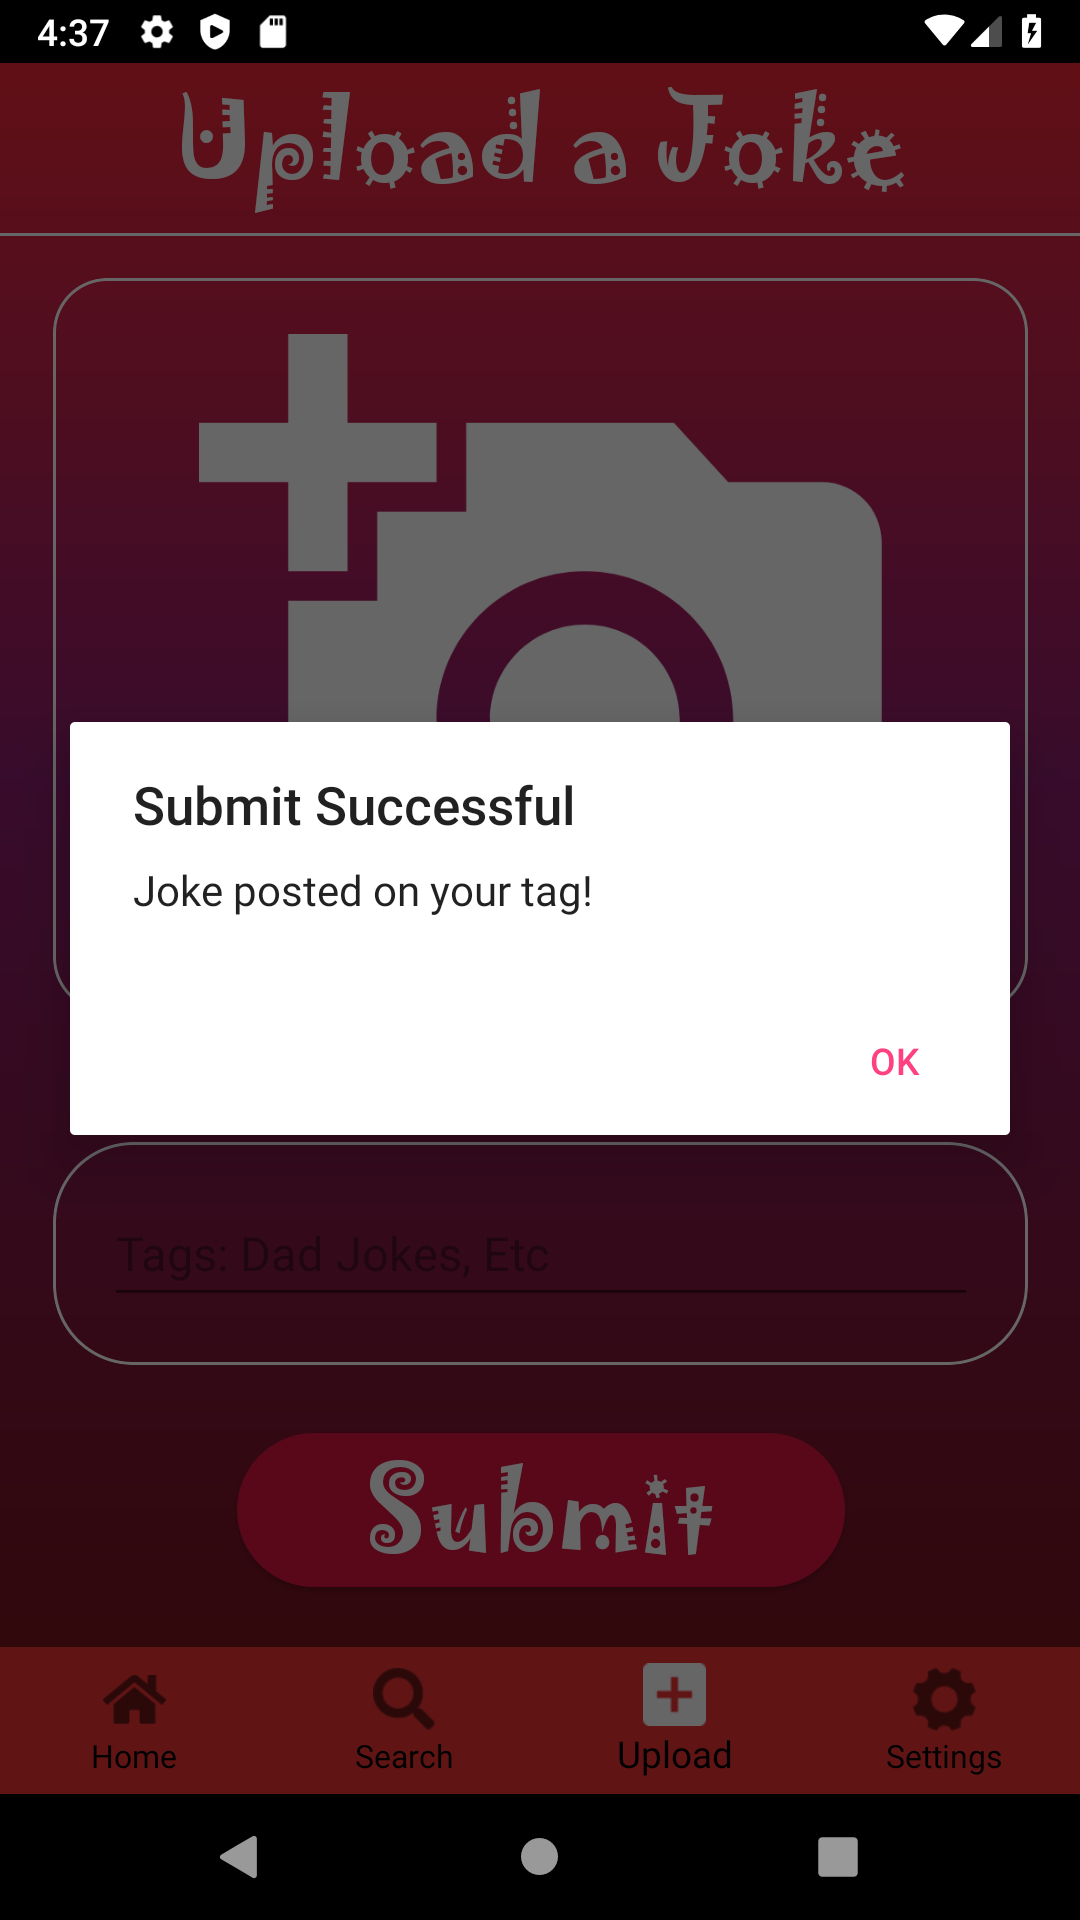 4:37
Upload a Joke
Submit Successful
Joke posted on your tag!
OK
Tags: Dad Jokes, Etc
Submit
Home
Search
Upload
Settings